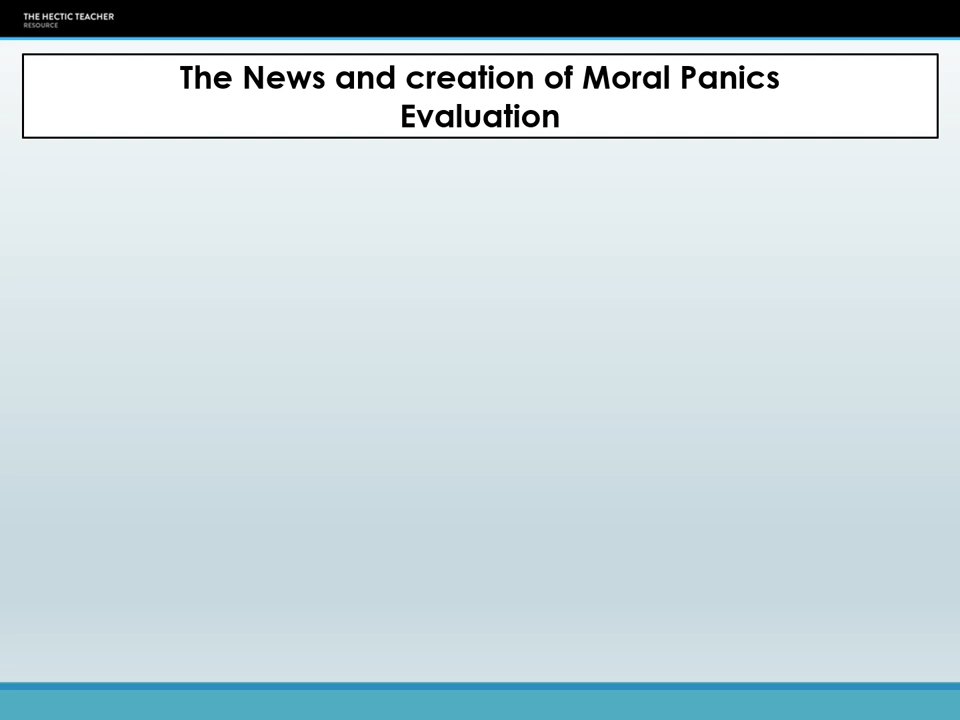 THE HECTIC TEACHER
RESOURCE
The News and creation of Moral Panics
Evaluation